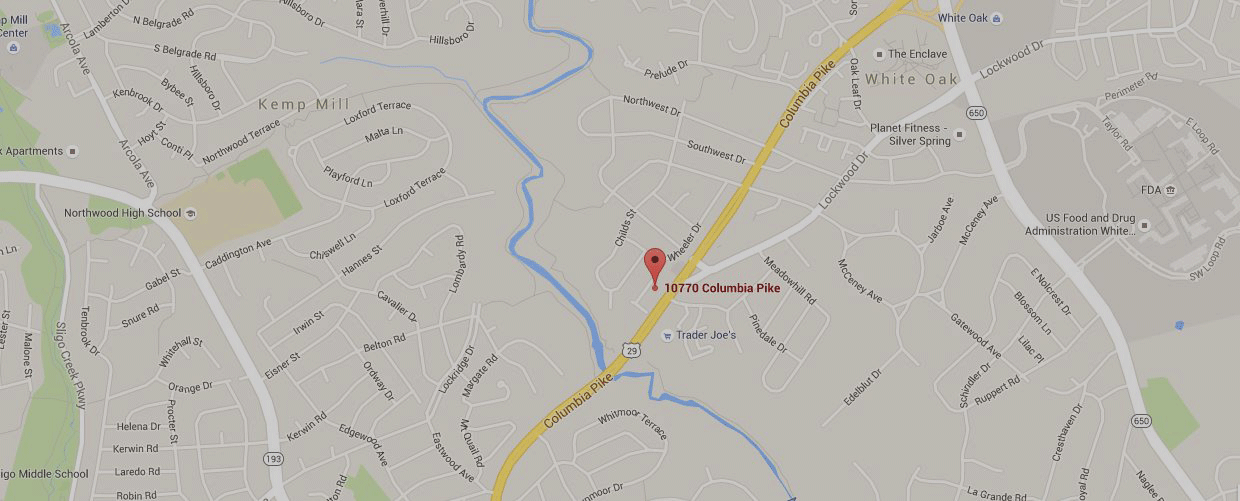 Lamberton Dr
N Belgrade Rd
Hillsboro Dr
White Oak
Arcola Ave
S Belgrade Rd
The Enclave
Lockwood Dr
Prelude Dr
Columbia Pike
Oak Leaf Dr
White Oak
Hillsboro Dr
Bybee St
Kenbrook Dr
Kemp Mill
Loxford Terrace
Northwest Dr
650
Perimeter Rd
Hoyt St
Conti Pl
Northwood Terrace
Malta Ln
Planet Fitness -
Silver Spring
Taylor Rd
E Loop Rd
Apartments
Arcola Ave
Playford Ln
Loxford Terrace
Southwest Dr
Lockwood Dr
FDA
Northwood High School
Childs St
Wheeler Dr
Jarboe Ave
McCeney Ave
US Food and Drug
Administration White...
Caddington Ave
Chiswell Ln
Hannes St
Lombardy Rd
SW Loop Rd
Gabel St
10770 Columbia Pike
Meadowhill Rd
McCeney Ave
E Nolcrest Dr
Blossom Ln
Snure Rd
Cavalier Dr
Irwin St
Trader Joe's
Pinedale Dr
Gatewood Ave
Lilac Pl
Tenbrook Dr
Sligo Creek Pkwy
Malone St
Whitehall St
Belton Rd
29
Eisner St
Ordway Dr
Lockridge Dr
Margate Rd
Columbia Pike
Edelblut Dr
Schindler Dr
Ruppert Rd
Orange Dr
Procter St
Helena Dr
Kerwin Rd
Kerwin Rd
Edgewood Ave
Eastwood Ave
Mt Quail Rd
Whitmoor Terrace
Cresthaven Dr
650
193
Laredo Rd
Robin Rd
Middle School
La Grande Rd